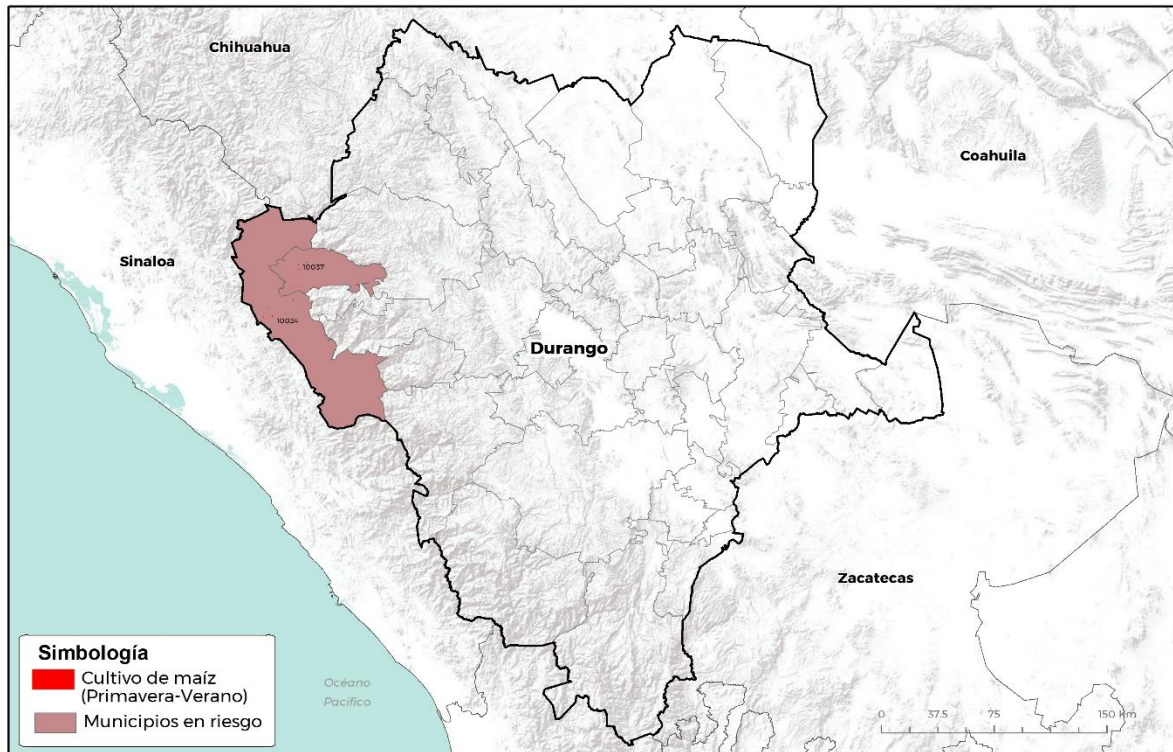 Chihuahua
Coahuila
Sinaloa
10037
10034
Durango
Zacatecas
Simbología
Cultivo de maíz
(Primavera-Verano)
Municipios en riesgo
Océano
Pacífico
0 37.5 75 150 Km